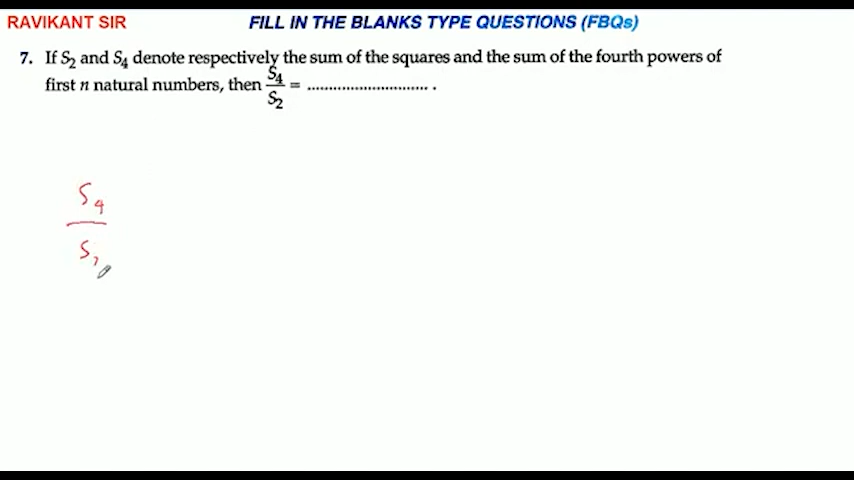 RAVIKANT SIR FILL IN THE BLANKS TYPE QUESTIONS (FBQs)
7. If S₂ and S₄ denote respectively the sum of the squares and the sum of the fourth powers of
first n natural numbers, then S₄/S₂ = ............................ .
S₄
S₂